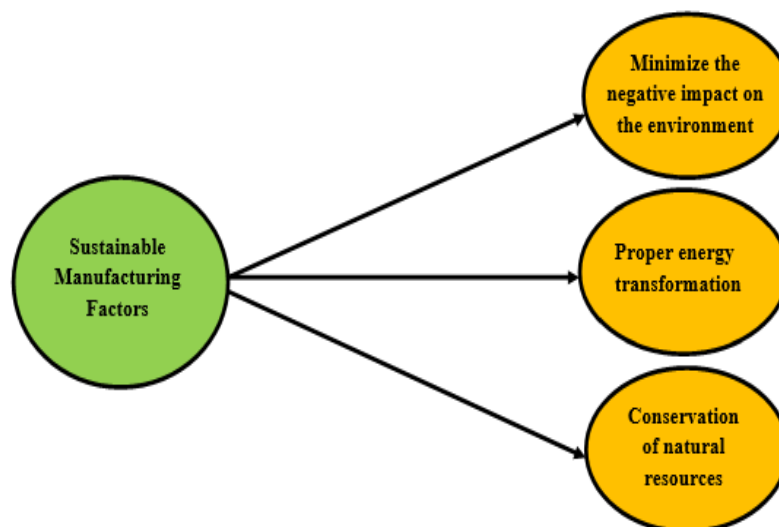 Minimize the
negative impact on
the environment
Sustainable
Manufacturing
Factors
Proper energy
transformation
Conservation
of natural
resources